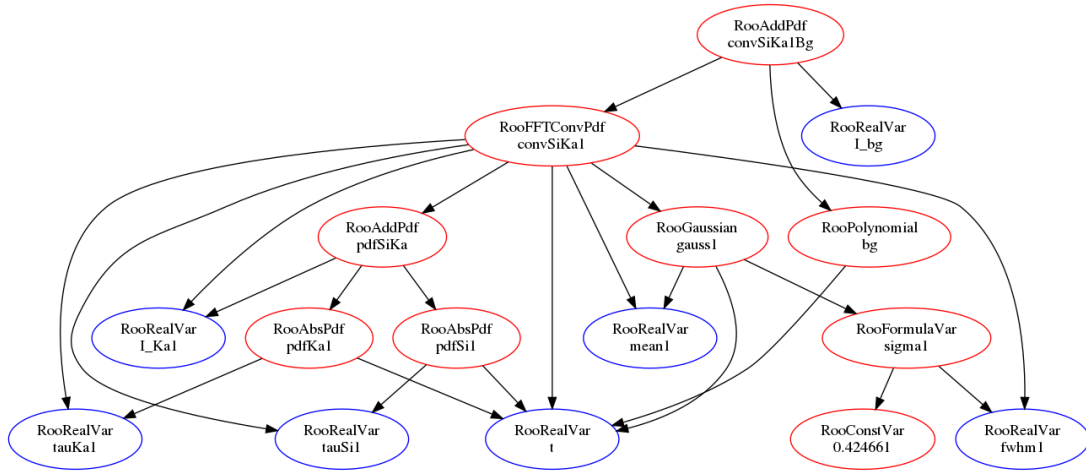 RooAddPdf
convSiKa1Bg
RooFFTConvPdf
convSiKa1
RooRealVar
I_bg
RooAddPdf
pdfSiKa
RooGaussian
gauss1
RooPolynomial
bg
RooRealVar
I_Ka1
RooAbsPdf
pdfKa1
RooAbsPdf
pdfSi1
RooRealVar
mean1
RooFormulaVar
sigma1
RooRealVar
tauKa1
RooRealVar
tauSi1
RooRealVar
t
RooConstVar
0.424661
RooRealVar
fwhm1